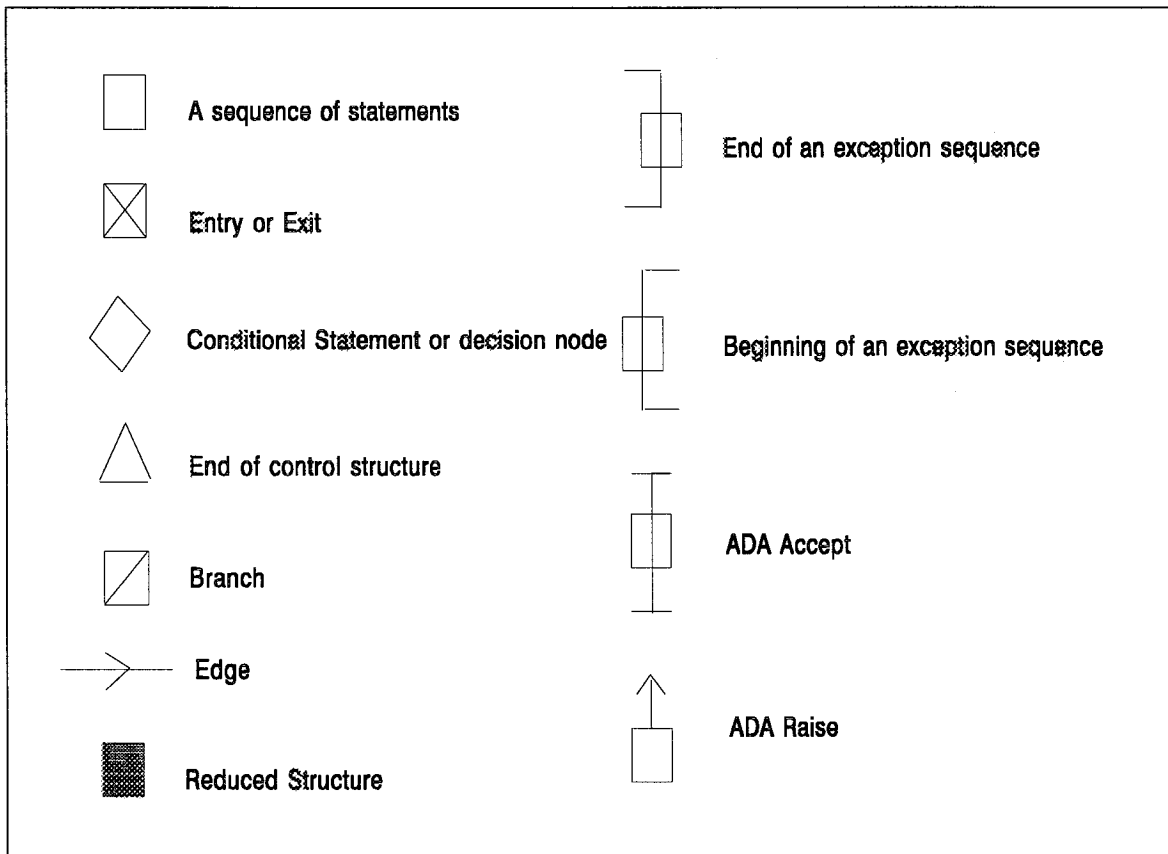 A sequence of statements
Entry or Exit
Conditional Statement or decision node
End of control structure
Branch
Edge
Reduced Structure
End of an exception sequence
Beginning of an exception sequence
ADA Accept
ADA Raise